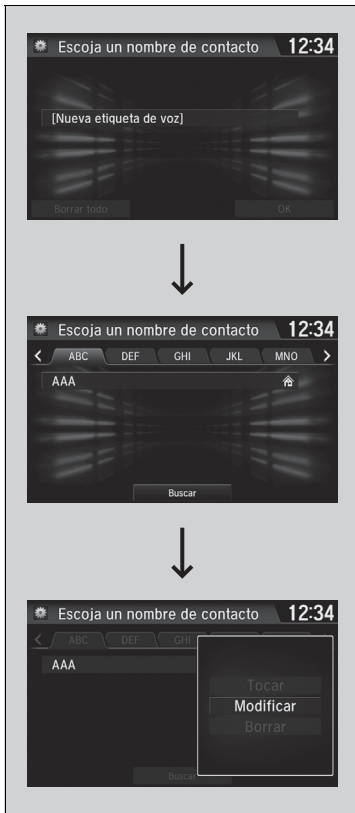 Escoja un nombre de contacto 12:34
[Nueva etiqueta de voz]
Borrar todo OK
Escoja un nombre de contacto 12:34
ABC DEF GHI JKL MNO
AAA
Buscar
Escoja un nombre de contacto 12:34
ABC DEF GHI
AAA
Tocar
Modificar
Borrar
Buscar